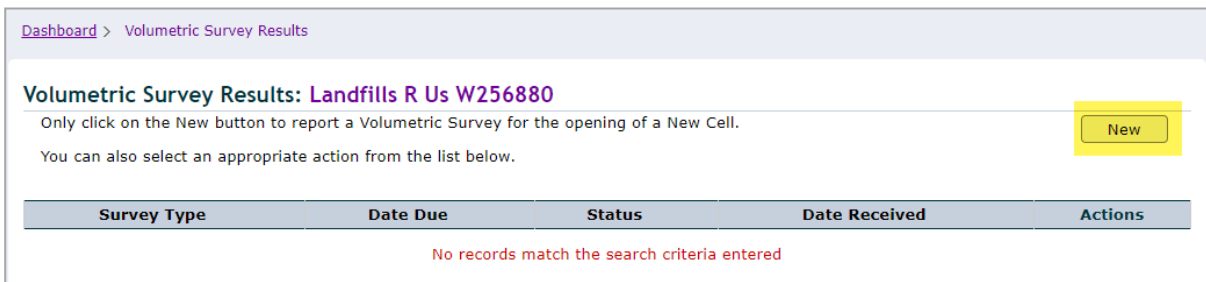 Dashboard > Volumetric Survey Results
Volumetric Survey Results: Landfills R Us W256880
Only click on the New button to report a Volumetric Survey for the opening of a New Cell.
New
You can also select an appropriate action from the list below.
Survey Type Date Due Status Date Received Actions
No records match the search criteria entered